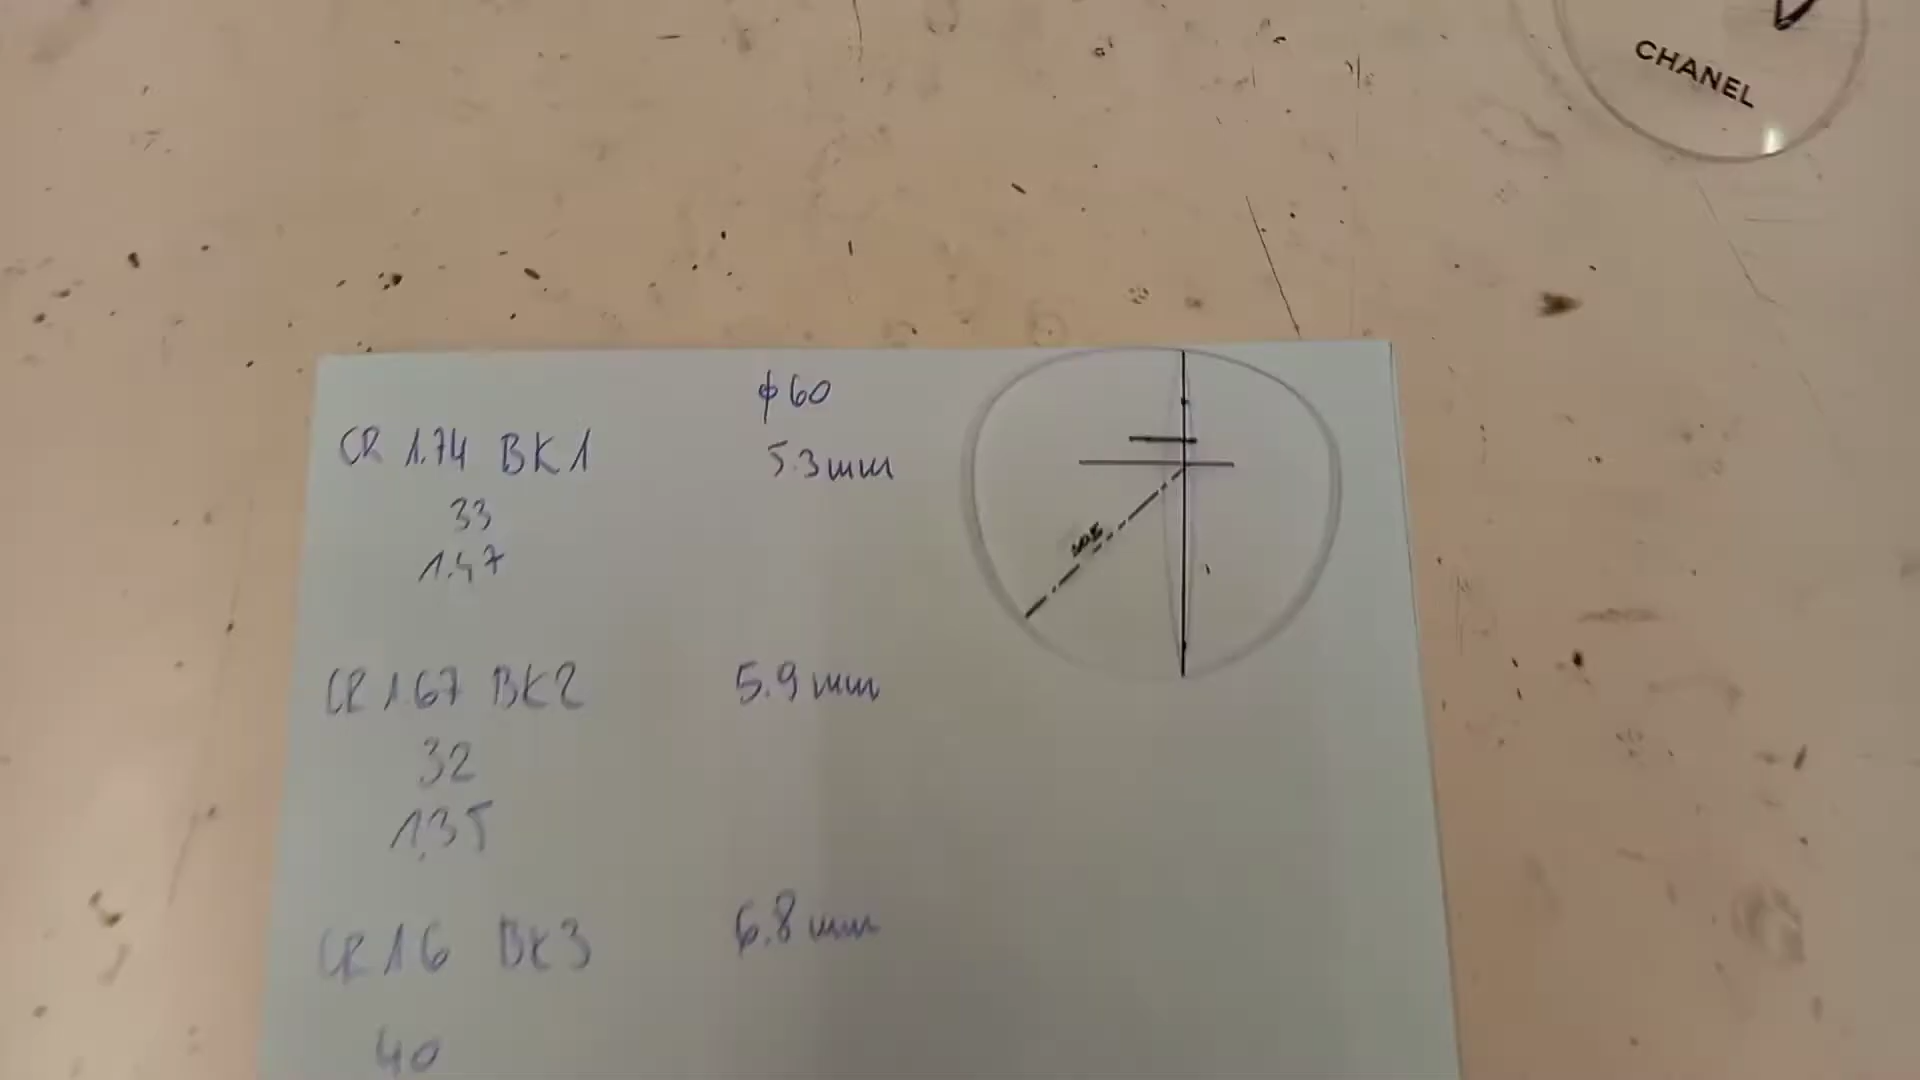 CHANEL
φ60
CR 1.74 BK1 5.3mm
33
1.47
CR 1.67 BK2 5.9mm
32
1.35
CR 1.6 BK3 6.8mm
40